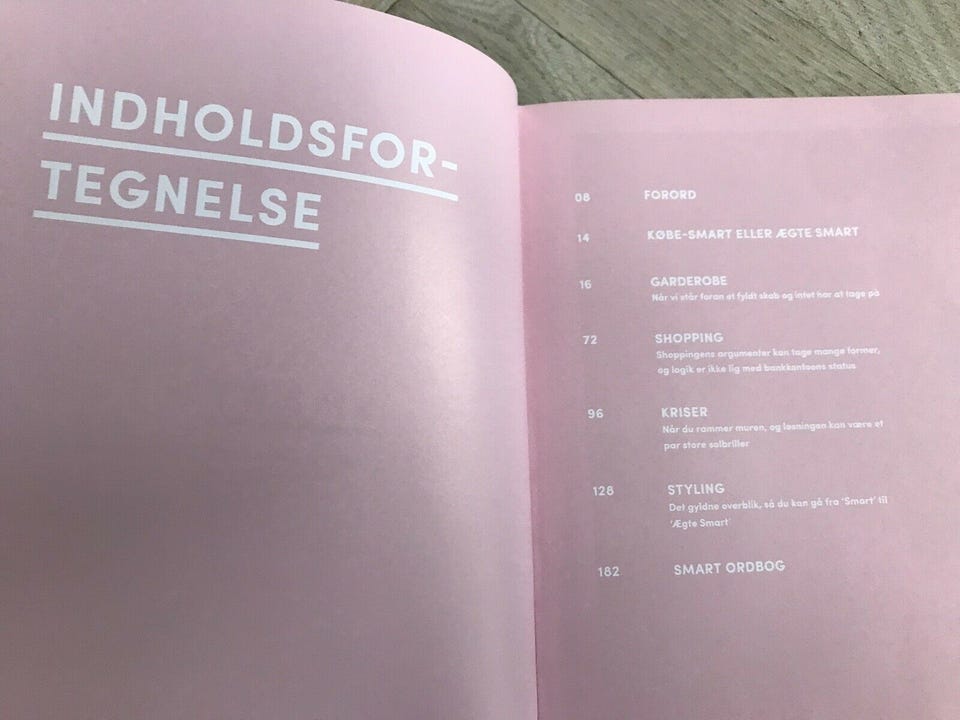 INDHOLDSFOR-
TEGNELSE
08 FORORD
14 KØBE-SMART ELLER ÆGTE SMART
16 GARDEROBE
Når vi står foran et fyldt skab og intet har at tage på
72 SHOPPING
Shoppingens argumenter kan tage mange former,
og logik er ikke lig med bankkontoens status
96 KRISER
Når du rammer muren, og løsningen kan være et
par store solbriller
128 STYLING
Det gyldne overblik, så du kan gå fra 'Smart' til
'Ægte Smart'
182 SMART ORDBOG